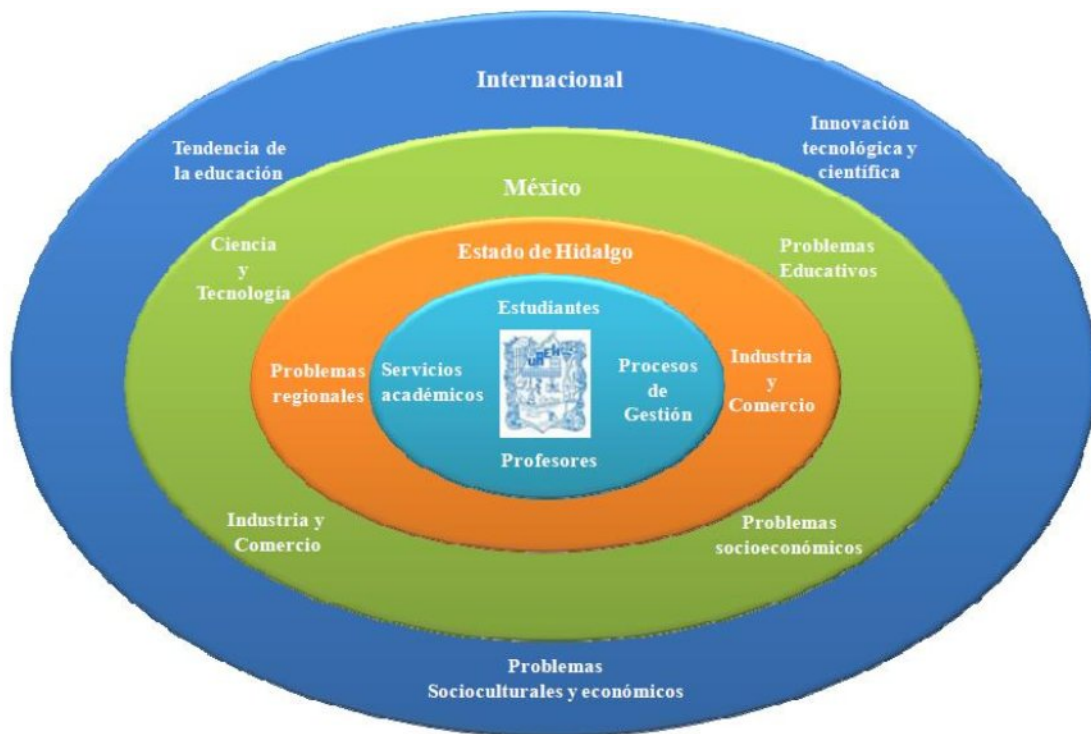 Internacional
Tendencia de
la educación
Innovación
tecnológica y
científica
México
Ciencia
y
Tecnología
Problemas
Educativos
Estado de Hidalgo
Estudiantes
Problemas
regionales
Servicios
académicos
Procesos
de
Gestión
Industria
y
Comercio
Profesores
Industria y
Comercio
Problemas
socioeconómicos
Problemas
Socioculturales y económicos